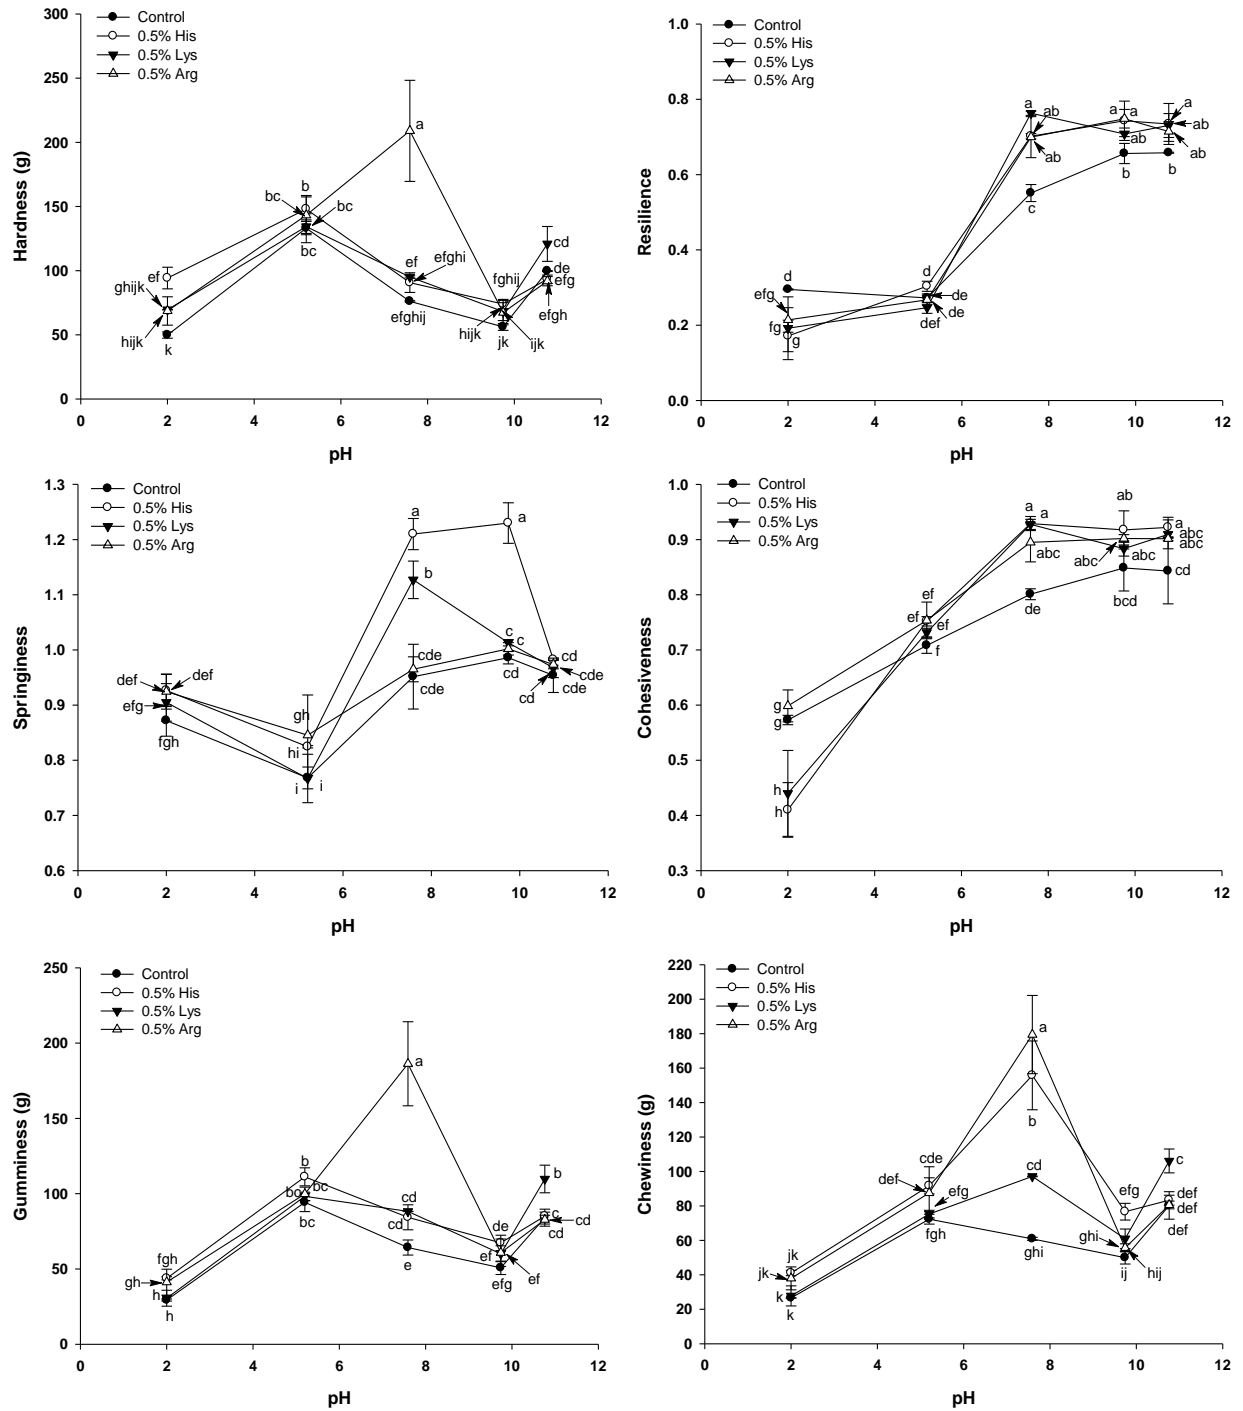 Control
0.5% His
0.5% Lys
0.5% Arg
Hardness (g)
300
250
200
150
100
50
0
ef
ghijk
hijk
k
b
bc
bc
bc
a
ef
efghi
efghij
fghij
hijk
jk
ijk
cd
de
efg
efgh
0 2 4 6 8 10 12
pH
Control
0.5% His
0.5% Lys
0.5% Arg
Resilience
1.0
0.8
0.6
0.4
0.2
0.0
d
efg
fg
g
d
de
de
def
a
ab
ab
c
a
a
ab
b
a
ab
ab
b
0 2 4 6 8 10 12
pH
Control
0.5% His
0.5% Lys
0.5% Arg
Springiness
1.3
1.2
1.1
1.0
0.9
0.8
0.7
0.6
def
def
efg
fgh
gh
hi
i
i
a
b
cde
cde
a
c
c
cd
cd
cde
cd
cde
0 2 4 6 8 10 12
pH
Control
0.5% His
0.5% Lys
0.5% Arg
Cohesiveness
1.0
0.9
0.8
0.7
0.6
0.5
0.4
0.3
g
g
h
h
ef
ef
ef
f
a
a
abc
de
ab
abc
abc
bcd
a
abc
abc
cd
0 2 4 6 8 10 12
pH
Control
0.5% His
0.5% Lys
0.5% Arg
Gumminess (g)
250
200
150
100
50
0
fgh
gh
h
h
b
bc
bc
bc
a
cd
cd
e
de
ef
ef
efg
b
c
cd
cd
0 2 4 6 8 10 12
pH
Control
0.5% His
0.5% Lys
0.5% Arg
Chewiness (g)
220
200
180
160
140
120
100
80
60
40
20
0
jk
jk
k
k
cde
def
efg
fgh
a
b
cd
ghi
efg
ghi
hij
ij
c
def
def
def
0 2 4 6 8 10 12
pH